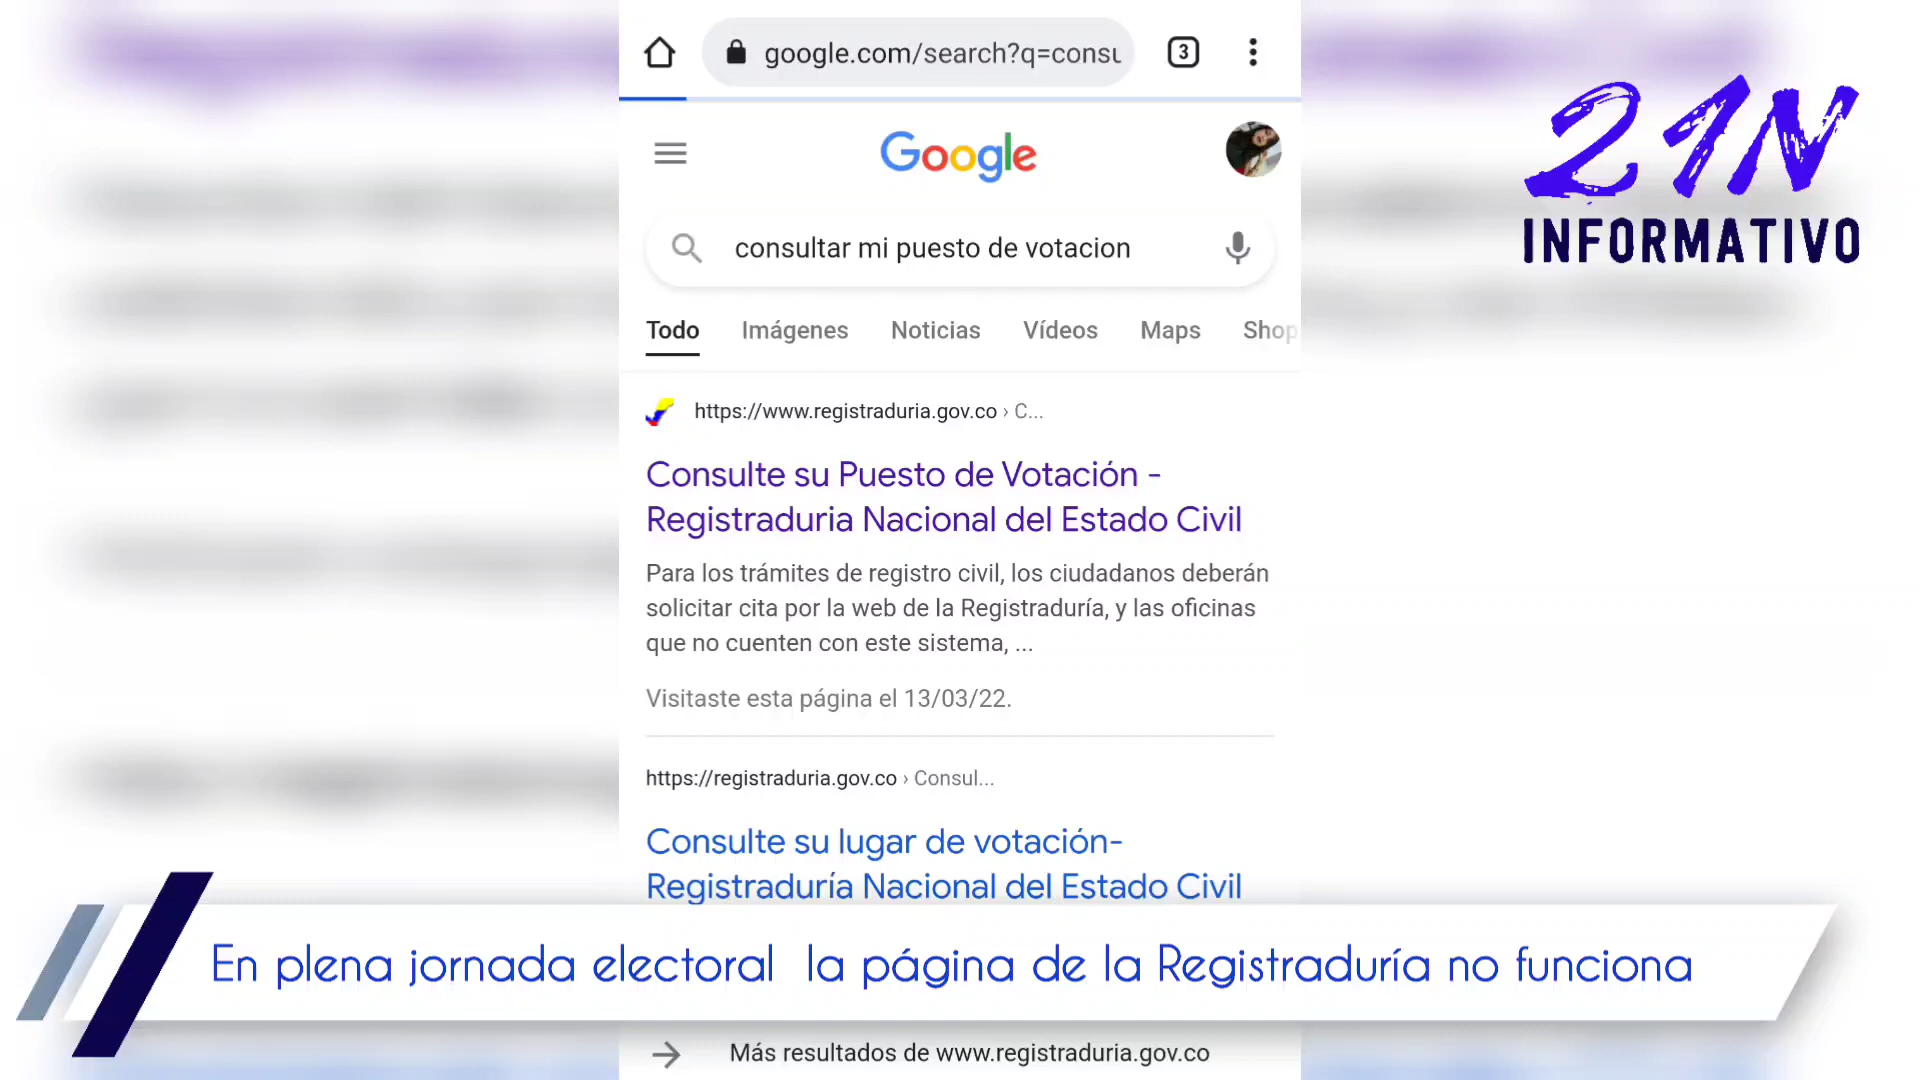 google.com/search?q=consu
3
21N
INFORMATIVO
Google
consultar mi puesto de votacion
Todo Imágenes Noticias Vídeos Maps Shop
https://www.registraduria.gov.co › C...
Consulte su Puesto de Votación -
Registraduria Nacional del Estado Civil
Para los trámites de registro civil, los ciudadanos deberán
solicitar cita por la web de la Registraduría, y las oficinas
que no cuenten con este sistema, ...
Visitaste esta página el 13/03/22.
https://registraduria.gov.co › Consul...
Consulte su lugar de votación-
Registraduría Nacional del Estado Civil
En plena jornada electoral la página de la Registraduría no funciona
Más resultados de www.registraduria.gov.co